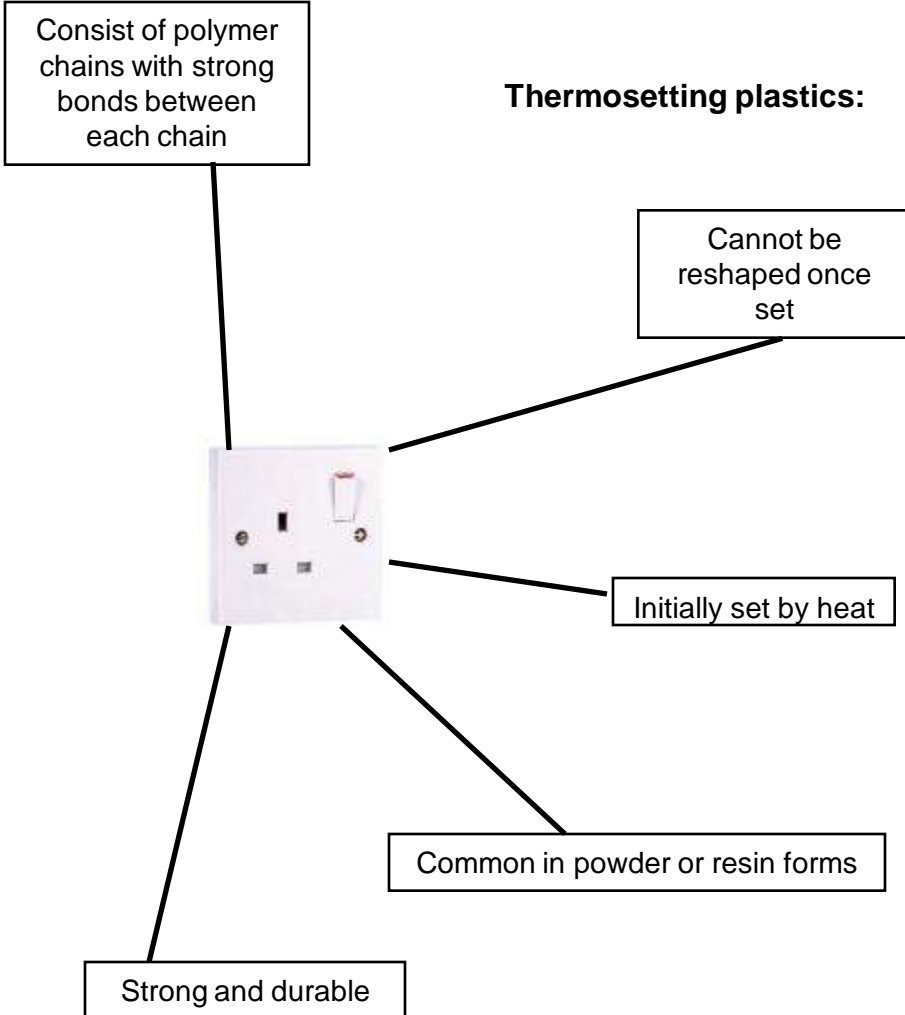 Consist of polymer
chains with strong
bonds between
each chain
Thermosetting plastics:
Cannot be
reshaped once
set
Initially set by heat
Common in powder or resin forms
Strong and durable